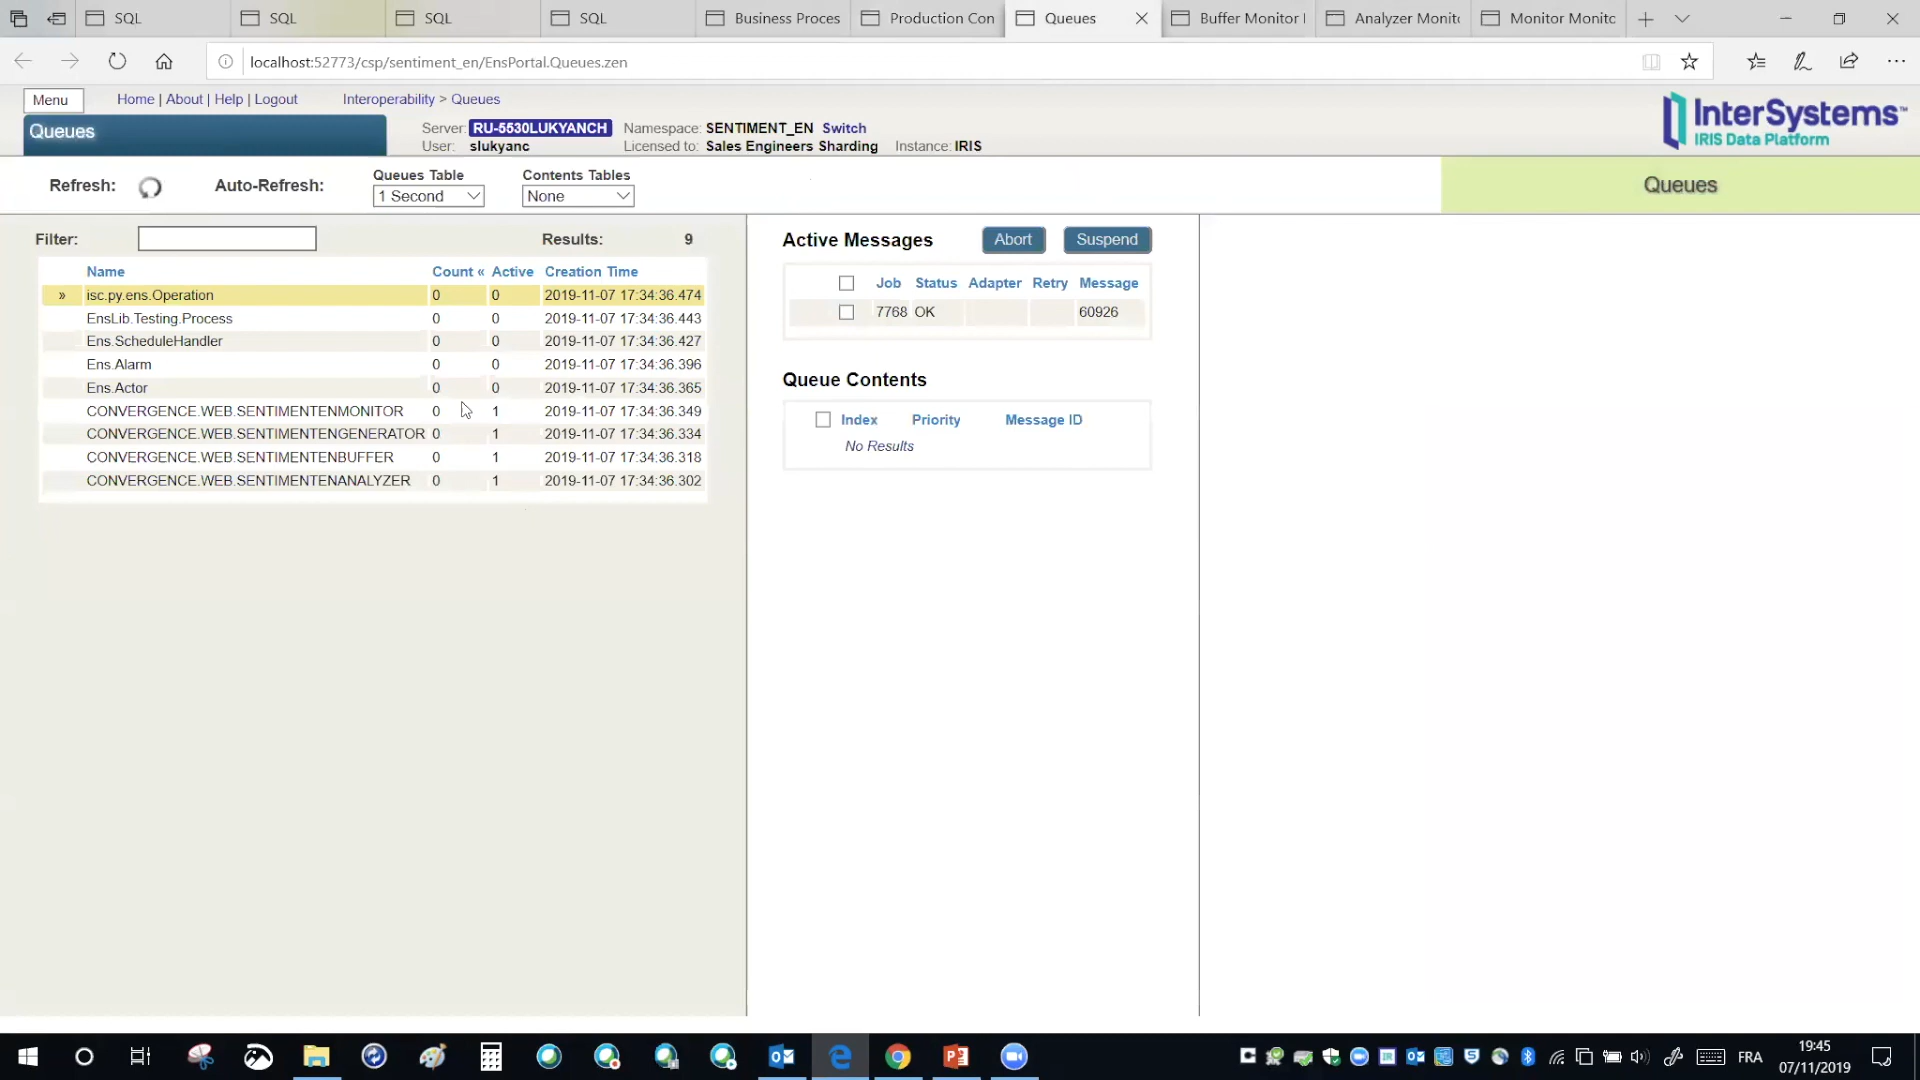 SQL SQL SQL SQL Business Proces Production Con Queues Buffer Monitor Analyzer Monit Monitor Monitc
localhost:52773/csp/sentiment_en/EnsPortal.Queues.zen
Menu Home | About | Help | Logout Interoperability > Queues
Queues
Server: RU-5530LUKYANCH Namespace: SENTIMENT_EN Switch
User: slukyanc Licensed to: Sales Engineers Sharding Instance: IRIS
InterSystems™
IRIS Data Platform
Refresh: Auto-Refresh:
Queues Table Contents Tables
1 Second None
Queues
Filter: Results: 9
Name Count « Active Creation Time
» isc.py.ens.Operation 0 0 2019-11-07 17:34:36.474
EnsLib.Testing.Process 0 0 2019-11-07 17:34:36.443
Ens.ScheduleHandler 0 0 2019-11-07 17:34:36.427
Ens.Alarm 0 0 2019-11-07 17:34:36.396
Ens.Actor 0 0 2019-11-07 17:34:36.365
CONVERGENCE.WEB.SENTIMENTENMONITOR 0 1 2019-11-07 17:34:36.349
CONVERGENCE.WEB.SENTIMENTENGENERATOR 0 1 2019-11-07 17:34:36.334
CONVERGENCE.WEB.SENTIMENTENBUFFER 0 1 2019-11-07 17:34:36.318
CONVERGENCE.WEB.SENTIMENTENANALYZER 0 1 2019-11-07 17:34:36.302
Active Messages Abort Suspend
Job Status Adapter Retry Message
7768 OK 60926
Queue Contents
Index Priority Message ID
No Results
FRA
19:45
07/11/2019